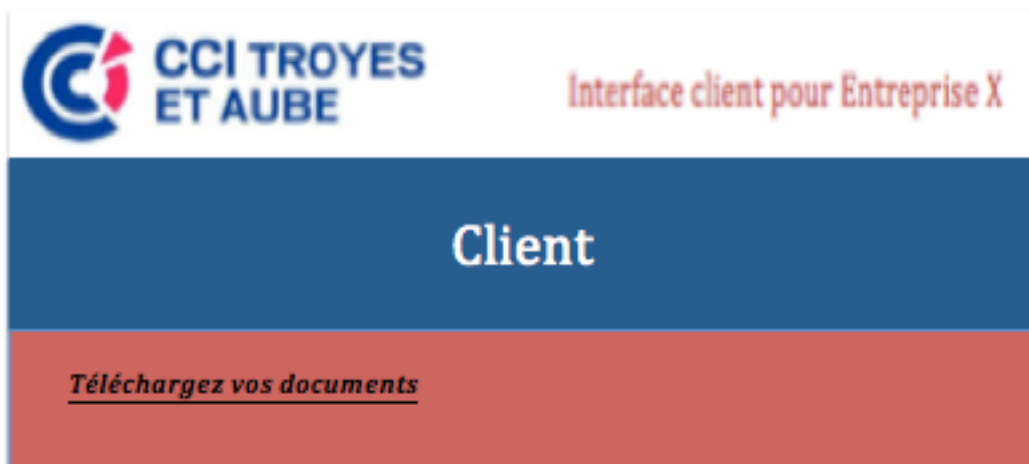 CCI TROYES
ET AUBE
Interface client pour Entreprise X
Client
Téléchargez vos documents